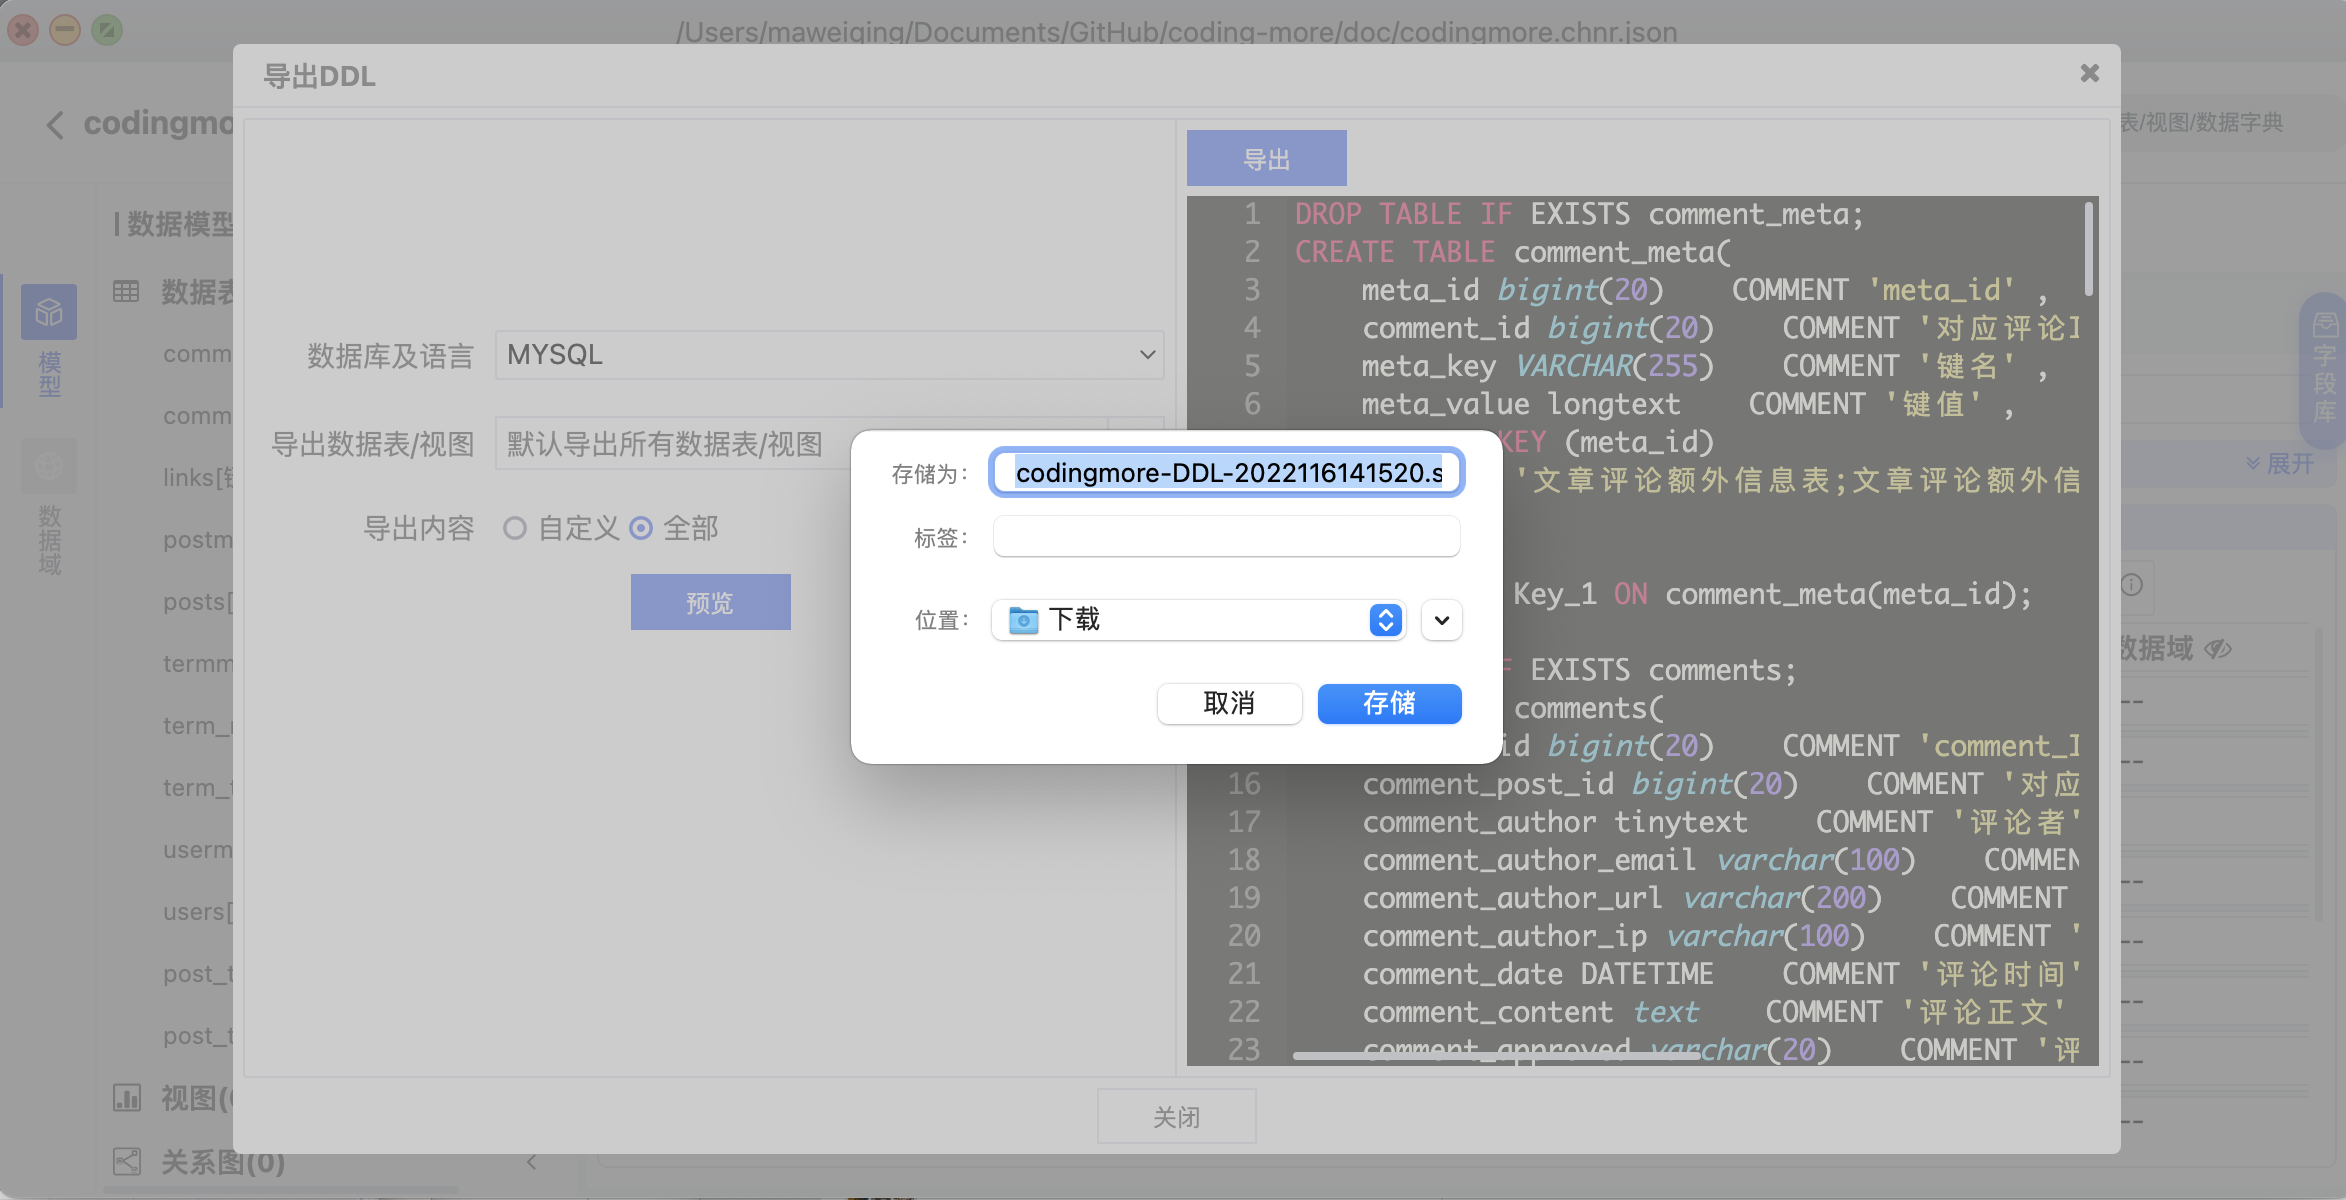 /Users/maweiqing/Documents/GitHub/coding-more/doc/codingmore.chnr.json
导出DDL
codingmo
表/视图/数据字典
数据模型
数据表
模型
数据域
comm
comm
links[
postm
posts[
termm
term_
term_
userm
users[
post_t
post_t
视图(
关系图(0)
数据库及语言 MYSQL
导出数据表/视图 默认导出所有数据表/视图
导出内容 自定义 全部
预览
导出
1 DROP TABLE IF EXISTS comment_meta;
2 CREATE TABLE comment_meta(
3 meta_id bigint(20) COMMENT 'meta_id' ,
4 comment_id bigint(20) COMMENT '对应评论I
5 meta_key VARCHAR(255) COMMENT '键名' ,
6 meta_value longtext COMMENT '键值' ,
KEY (meta_id)
'文章评论额外信息表;文章评论额外信
Key_1 ON comment_meta(meta_id);
EXISTS comments;
comments(
id bigint(20) COMMENT 'comment_I
16 comment_post_id bigint(20) COMMENT '对应
17 comment_author tinytext COMMENT '评论者'
18 comment_author_email varchar(100) COMMEN
19 comment_author_url varchar(200) COMMENT
20 comment_author_ip varchar(100) COMMENT '
21 comment_date DATETIME COMMENT '评论时间'
22 comment_content text COMMENT '评论正文'
23 comment_approved varchar(20) COMMENT '评
存储为: codingmore-DDL-2022116141520.s
标签:
位置: 下载
取消 存储
关闭
字段库
展开
数据域
--
--
--
--
--
--
--
--